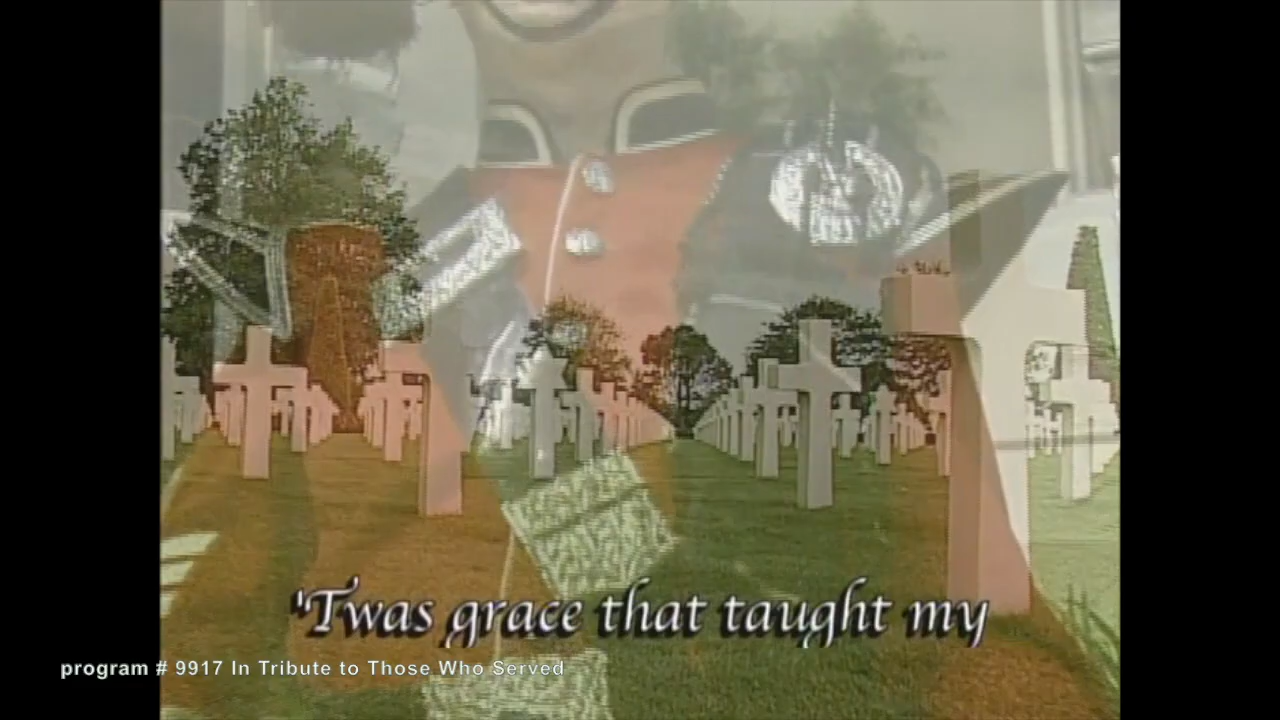 'Twas grace that taught my
program # 9917 In Tribute to Those Who Served